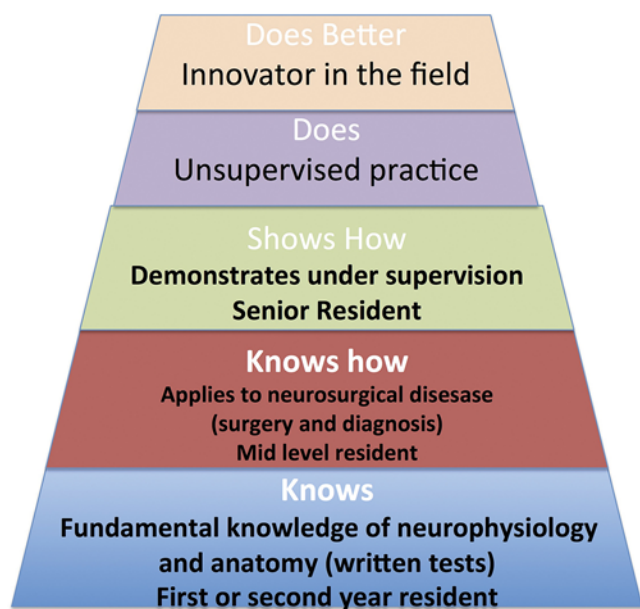 Does Better
Innovator in the field
Does
Unsupervised practice
Shows How
Demonstrates under supervision
Senior Resident
Knows how
Applies to neurosurgical disesase
(surgery and diagnosis)
Mid level resident
Knows
Fundamental knowledge of neurophysiology
and anatomy (written tests)
First or second year resident